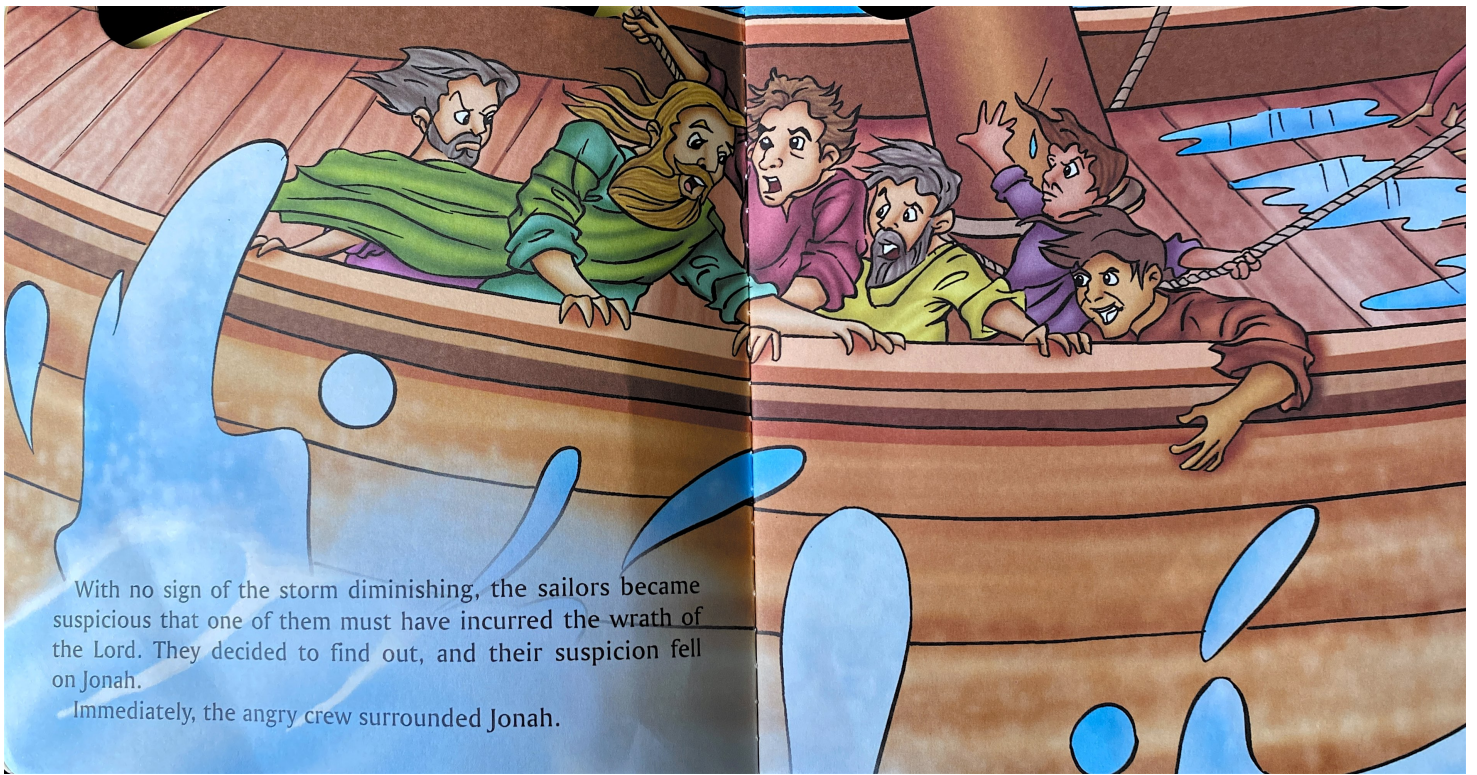 With no sign of the storm diminishing, the sailors became
suspicious that one of them must have incurred the wrath of
the Lord. They decided to find out, and their suspicion fell
on Jonah.
Immediately, the angry crew surrounded Jonah.